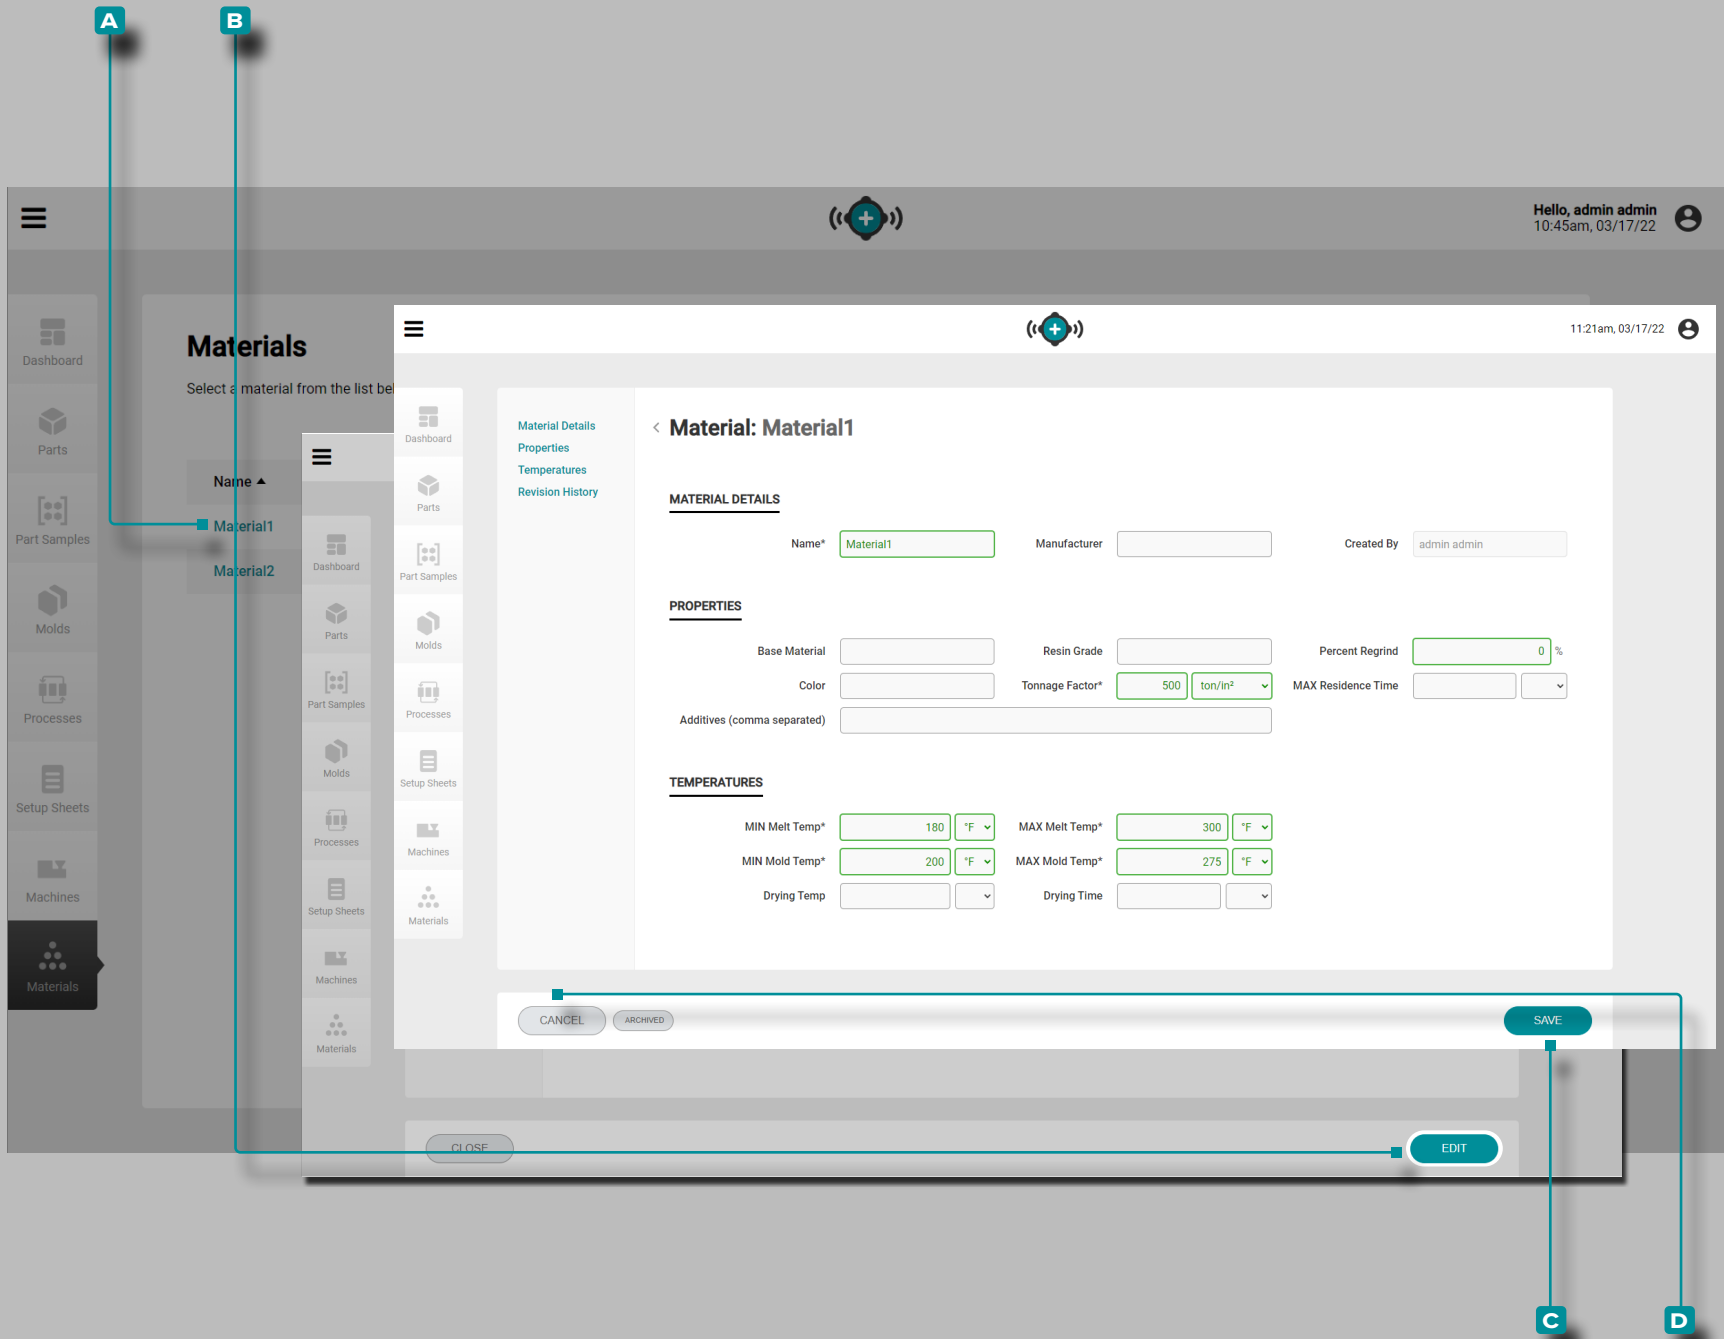 A
B
Hello, admin admin
10:45am, 03/17/22
Dashboard
Parts
Part Samples
Molds
Processes
Setup Sheets
Machines
Materials
Materials
Select a material from the list bel
Name
Material1
Material2
Dashboard
Parts
Part Samples
Molds
Processes
Setup Sheets
Machines
Materials
CLOSE
EDIT
11:21am, 03/17/22
Dashboard
Parts
Part Samples
Molds
Processes
Setup Sheets
Machines
Materials
Material Details
Properties
Temperatures
Revision History
< Material: Material1
MATERIAL DETAILS
Name* Material1 Manufacturer Created By admin admin
PROPERTIES
Base Material Resin Grade Percent Regrind 0 %
Color Tonnage Factor* 500 ton/in² MAX Residence Time
Additives (comma separated)
TEMPERATURES
MIN Melt Temp* 180 °F MAX Melt Temp* 300 °F
MIN Mold Temp* 200 °F MAX Mold Temp* 275 °F
Drying Temp Drying Time
CANCEL ARCHIVED SAVE
C
D